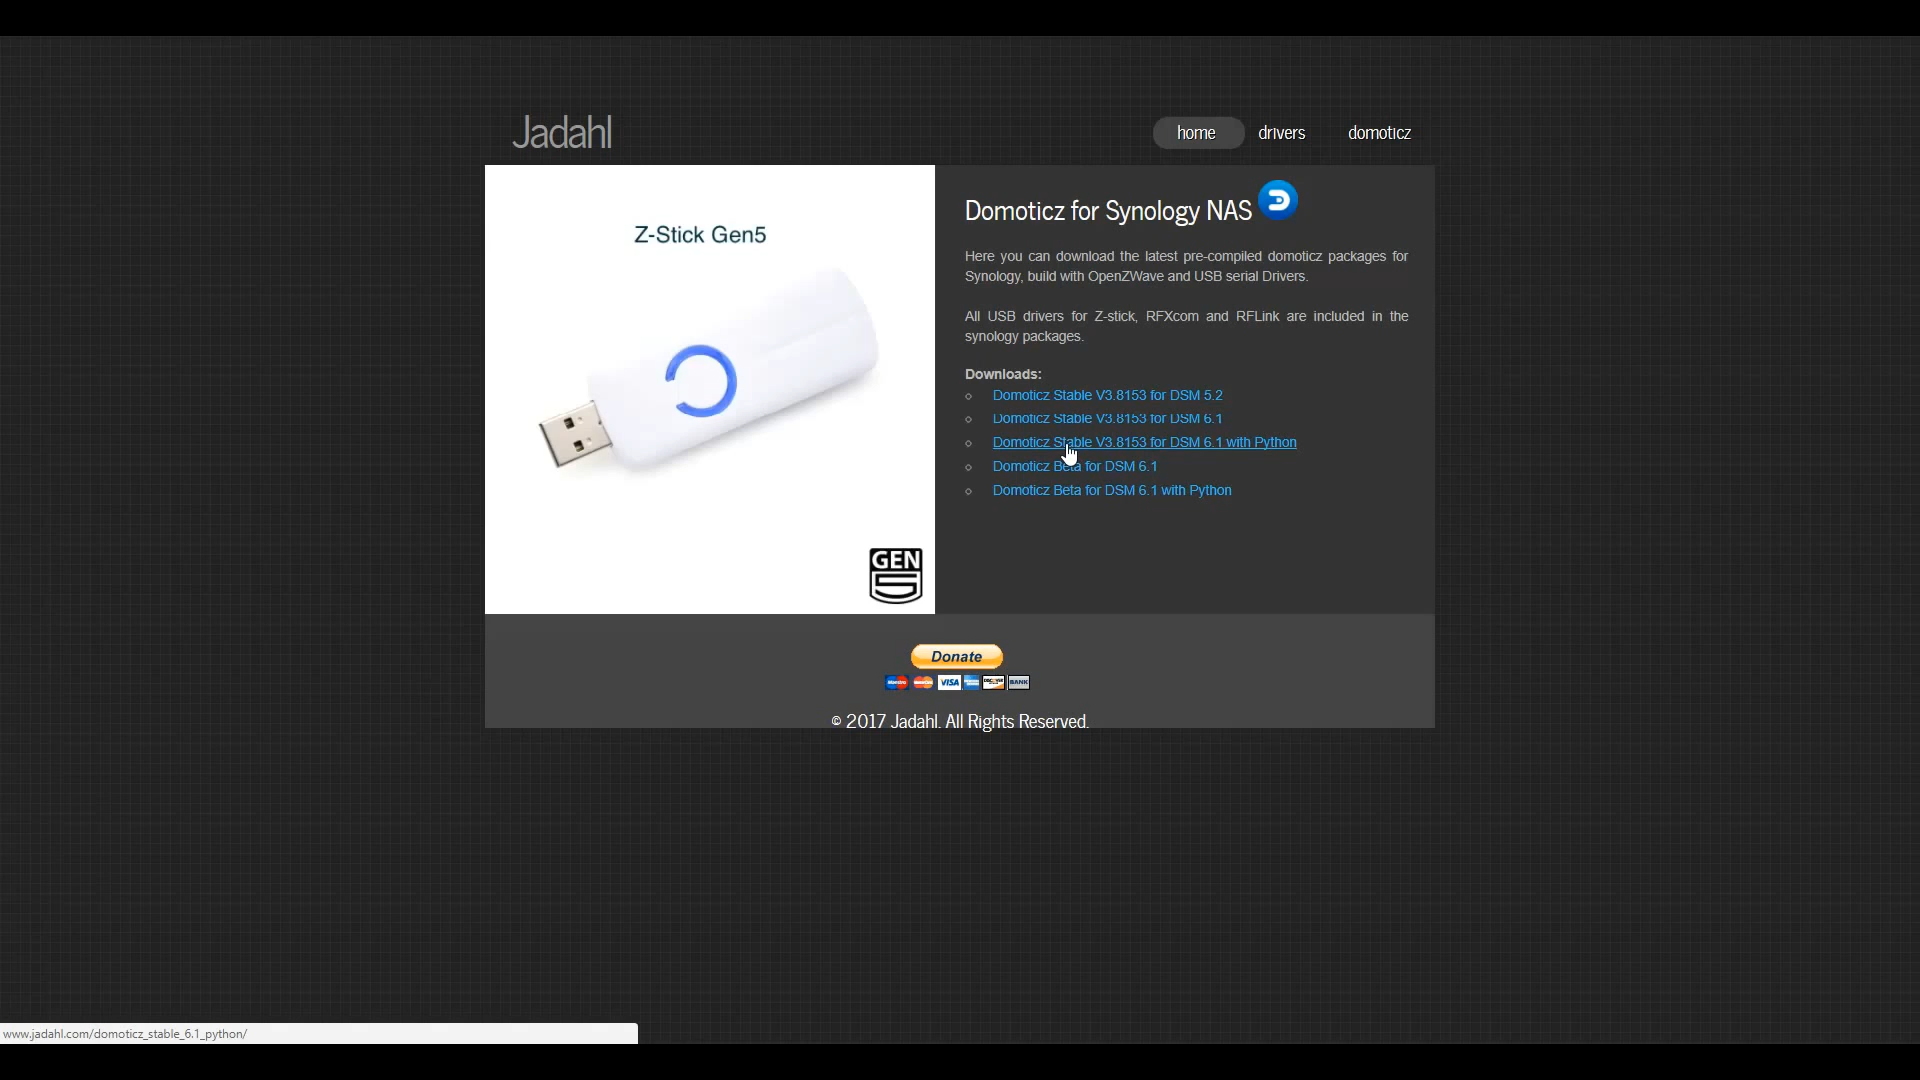 Jadahl
home drivers domoticz
Z-Stick Gen5
GEN
5
Domoticz for Synology NAS
Here you can download the latest pre-compiled domoticz packages for
Synology, build with OpenZWave and USB serial Drivers.
All USB drivers for Z-stick, RFXcom and RFLink are included in the
synology packages.
Downloads:
Domoticz Stable V3.8153 for DSM 5.2
Domoticz Stable V3.8153 for DSM 6.1
Domoticz Stable V3.8153 for DSM 6.1 with Python
Domoticz Beta for DSM 6.1
Domoticz Beta for DSM 6.1 with Python
Donate
Maestro VISA DISCOVER BANK
© 2017 Jadahl. All Rights Reserved.
www.jadahl.com/domoticz_stable_6.1_python/